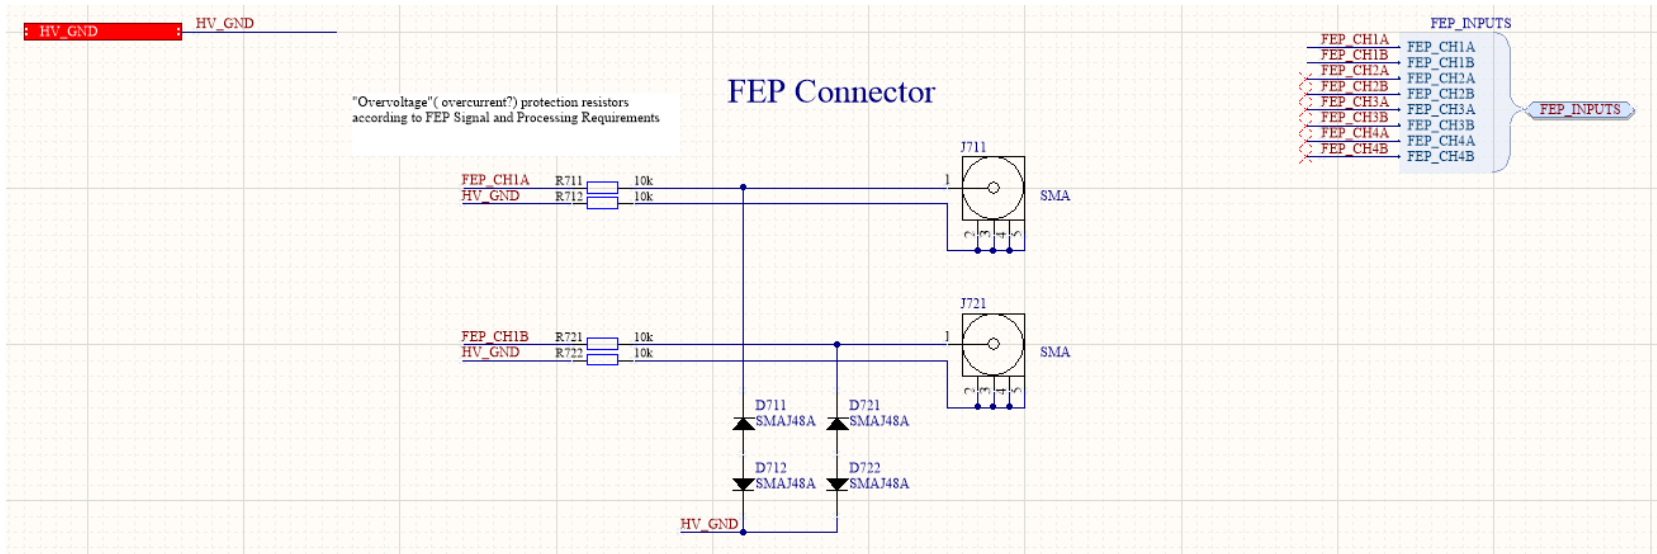 HV_GND
HV_GND
FEP_INPUTS
FEP_CH1A
FEP_CH1B
FEP_CH2A
FEP_CH2B
FEP_CH3A
FEP_CH3B
FEP_CH4A
FEP_CH4B
FEP_CH1A
FEP_CH1B
FEP_CH2A
FEP_CH2B
FEP_CH3A
FEP_CH3B
FEP_CH4A
FEP_CH4B
FEP_INPUTS
FEP Connector
"Overvoltage"( overcurrent?) protection resistors
according to FEP Signal and Processing Requirements
J711
FEP_CH1A R711 10k 1
HV_GND R712 10k
SMA
2 3 4 5
J721
FEP_CH1B R721 10k 1
HV_GND R722 10k
SMA
2 3 4 5
D711
SMAJ48A
D721
SMAJ48A
D712
SMAJ48A
D722
SMAJ48A
HV_GND